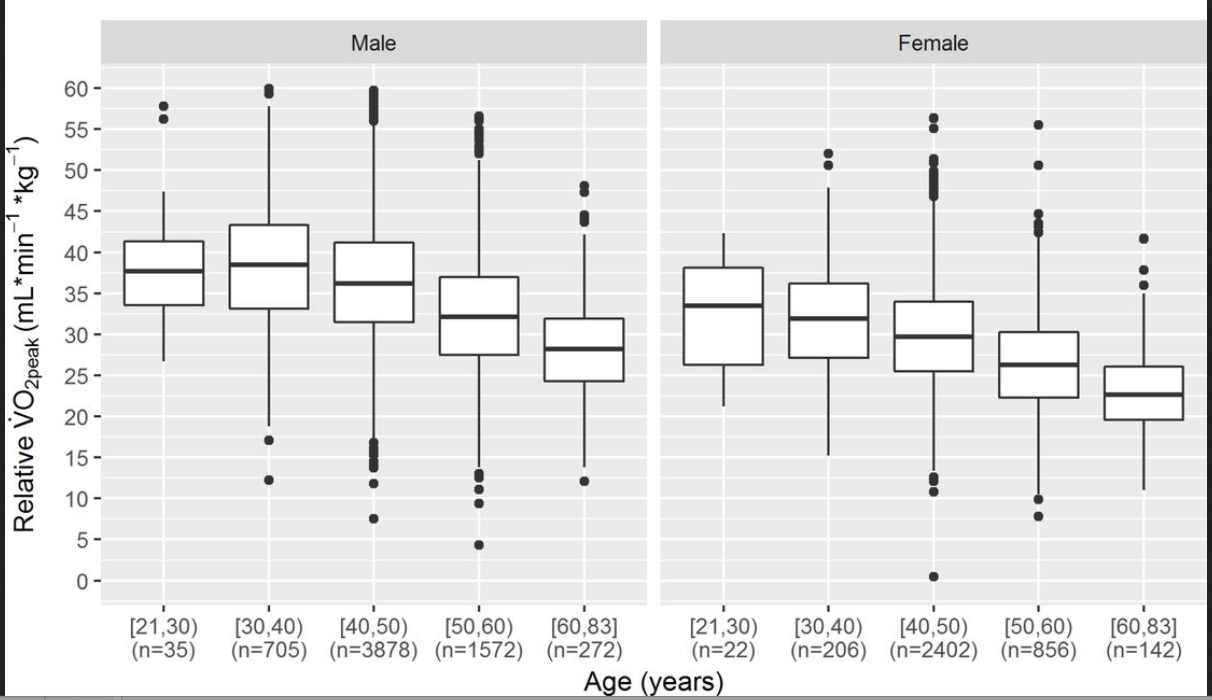 Male
Female
Relative V̇O2peak (mL*min−1 *kg−1)
60
55
50
45
40
35
30
25
20
15
10
5
0
[21,30) [30,40) [40,50) [50,60) [60,83]
(n=35) (n=705) (n=3878) (n=1572) (n=272)
[21,30) [30,40) [40,50) [50,60) [60,83]
(n=22) (n=206) (n=2402) (n=856) (n=142)
Age (years)